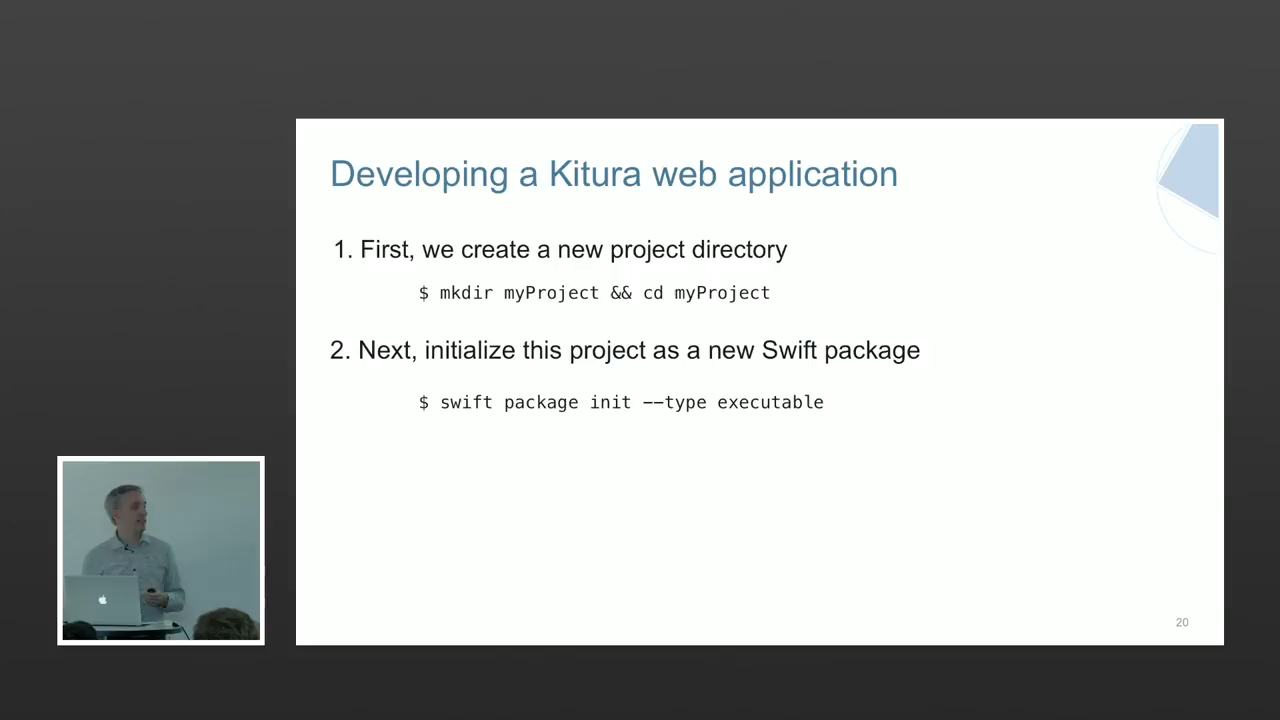 Developing a Kitura web application
1. First, we create a new project directory
$ mkdir myProject && cd myProject
2. Next, initialize this project as a new Swift package
$ swift package init --type executable
20